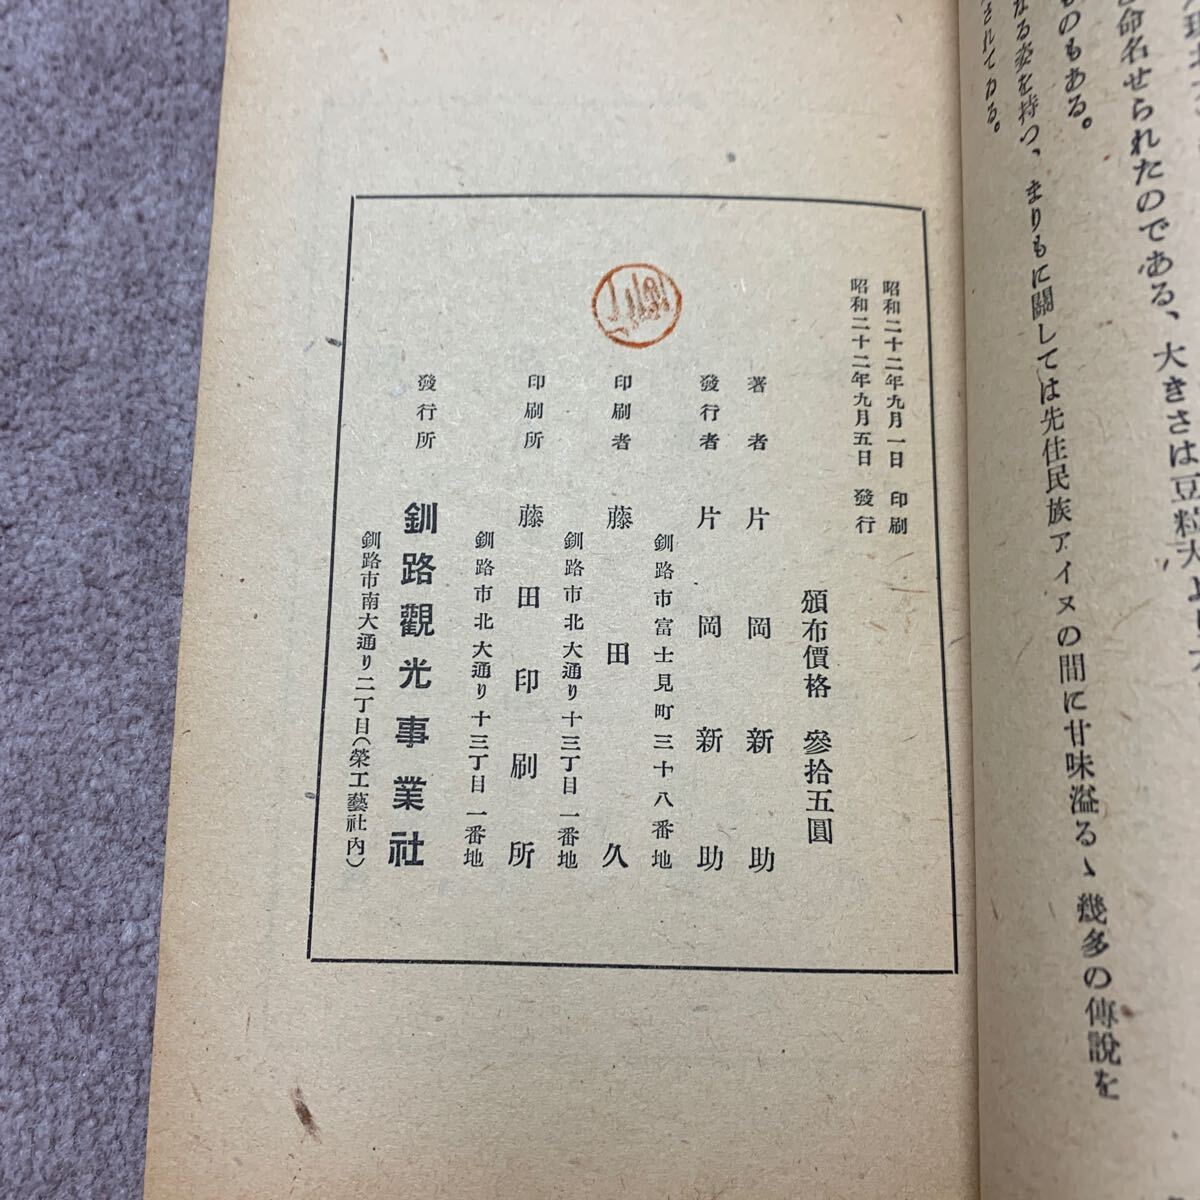 命名せられたのである、大きさは豆粒大より
ものもある。
なる姿を持つ、まりもに關しては先住民族アイヌの間に甘味溢るゝ幾多の傳說を
されてゐる。
昭和二十二年九月一日 印刷
昭和二十二年九月五日 發行
頒布價格 參拾五圓
著者 片岡新助
發行者 片岡新助
釧路市富士見町三十八番地
印刷者 藤田久
釧路市北大通り十三丁目一番地
印刷所 藤田印刷所
釧路市北大通り十三丁目一番地
發行所 釧路觀光事業社
釧路市南大通り二丁目(榮工藝社內)